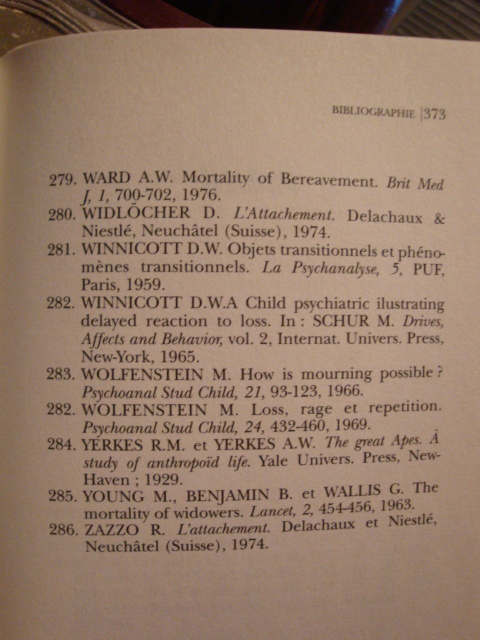 BIBLIOGRAPHIE |373
279. WARD A.W. Mortality of Bereavement. Brit Med
J, 1, 700-702, 1976.
280. WIDLÖCHER D. L'Attachement. Delachaux &
Niestlé, Neuchâtel (Suisse), 1974.
281. WINNICOTT D.W. Objets transitionnels et phéno-
mènes transitionnels. La Psychanalyse, 5, PUF,
Paris, 1959.
282. WINNICOTT D.W.A Child psychiatric ilustrating
delayed reaction to loss. In : SCHUR M. Drives,
Affects and Behavior, vol. 2, Internat. Univers. Press,
New-York, 1965.
283. WOLFENSTEIN M. How is mourning possible ?
Psychoanal Stud Child, 21, 93-123, 1966.
282. WOLFENSTEIN M. Loss, rage et repetition.
Psychoanal Stud Child, 24, 432-460, 1969.
284. YERKES R.M. et YERKES A.W. The great Apes. A
study of anthropoïd life. Yale Univers. Press, New-
Haven ; 1929.
285. YOUNG M., BENJAMIN B. et WALLIS G. The
mortality of widowers. Lancet, 2, 454-456, 1963.
286. ZAZZO R. L'attachement. Delachaux et Niestlé,
Neuchâtel (Suisse), 1974.